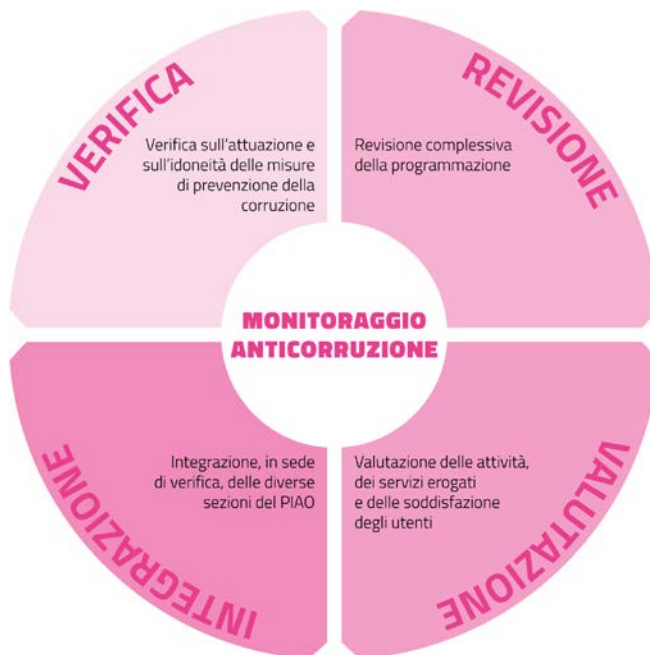 VERIFICA
Verifica sull'attuazione e
sull'idoneità delle misure
di prevenzione della
corruzione
REVISIONE
Revisione complessiva
della programmazione
MONITORAGGIO
ANTICORRUZIONE
INTEGRAZIONE
Integrazione, in sede
di verifica, delle diverse
sezioni del PIAO
VALUTAZIONE
Valutazione delle attività,
dei servizi erogati
e delle soddisfazione
degli utenti